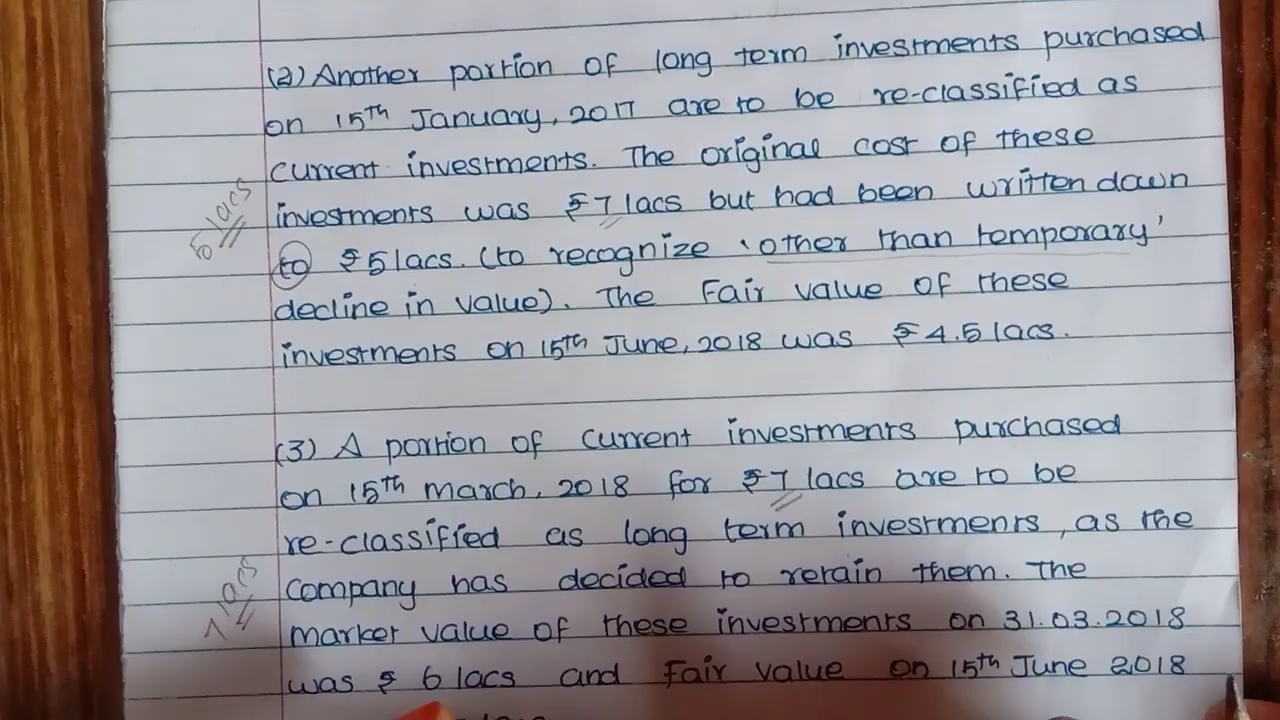 (2) Another portion of long term investments purchased
on 15th January, 2017 are to be re-classified as
current investments. The original cost of these
investments was ₹7 lacs but had been written down
to ₹5 lacs. (to recognize 'other than temporary'
decline in value). The Fair value of these
investments on 15th June, 2018 was ₹4.5 lacs.
5 lacs
(3) A portion of current investments purchased
on 15th march, 2018 for ₹7 lacs are to be
re-classified as long term investments, as the
company has decided to retain them. The
market value of these investments on 31.03.2018
was ₹ 6 lacs and Fair value on 15th June 2018
lacs